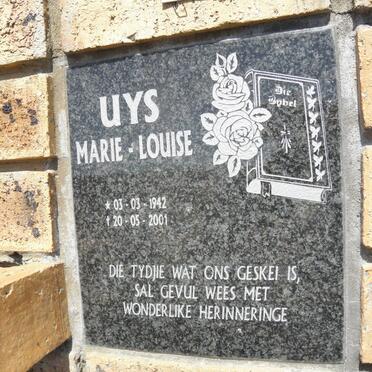 UYS
MARIE - LOUISE
Die
Bybel
* 03-03-1942
† 20-05-2001
DIE TYDJIE WAT ONS GESKEI IS,
SAL GEVUL WEES MET
WONDERLIKE HERINNERINGE